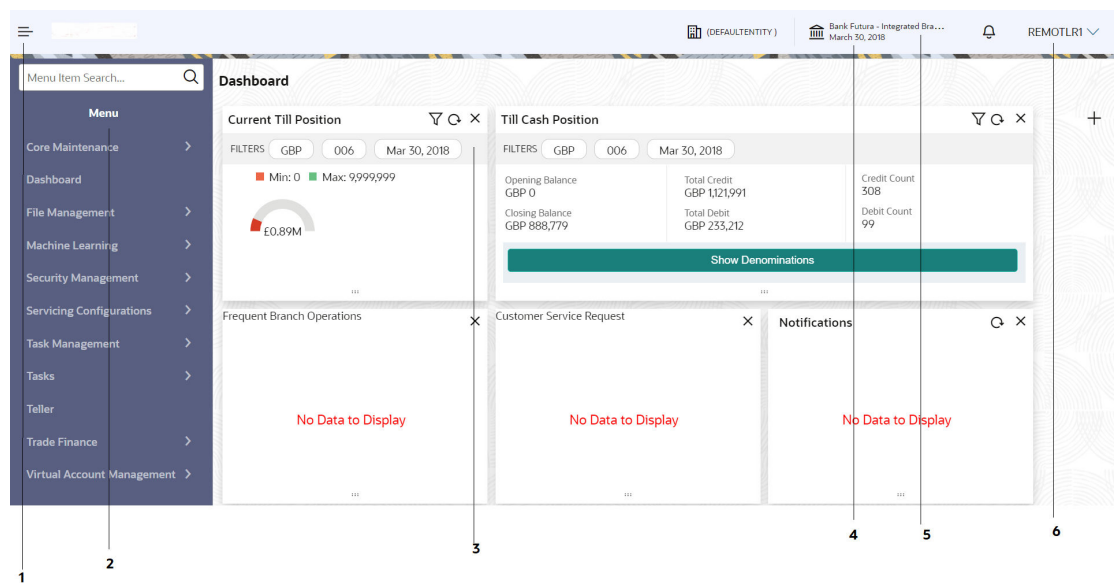 (DEFAULTENTITY )
Bank Futura - Integrated Bra...
March 30, 2018
REMOTLR1
Menu Item Search...
Dashboard
Menu
Core Maintenance
Dashboard
File Management
Machine Learning
Security Management
Servicing Configurations
Task Management
Tasks
Teller
Trade Finance
Virtual Account Management
Current Till Position
FILTERS GBP 006 Mar 30, 2018
Min: 0 Max: 9,999,999
£0.89M
Till Cash Position
FILTERS GBP 006 Mar 30, 2018
Opening Balance
GBP 0
Closing Balance
GBP 888,779
Total Credit
GBP 1,121,991
Total Debit
GBP 233,212
Credit Count
308
Debit Count
99
Show Denominations
Frequent Branch Operations
No Data to Display
Customer Service Request
No Data to Display
Notifications
No Data to Display
1
2
3
4
5
6